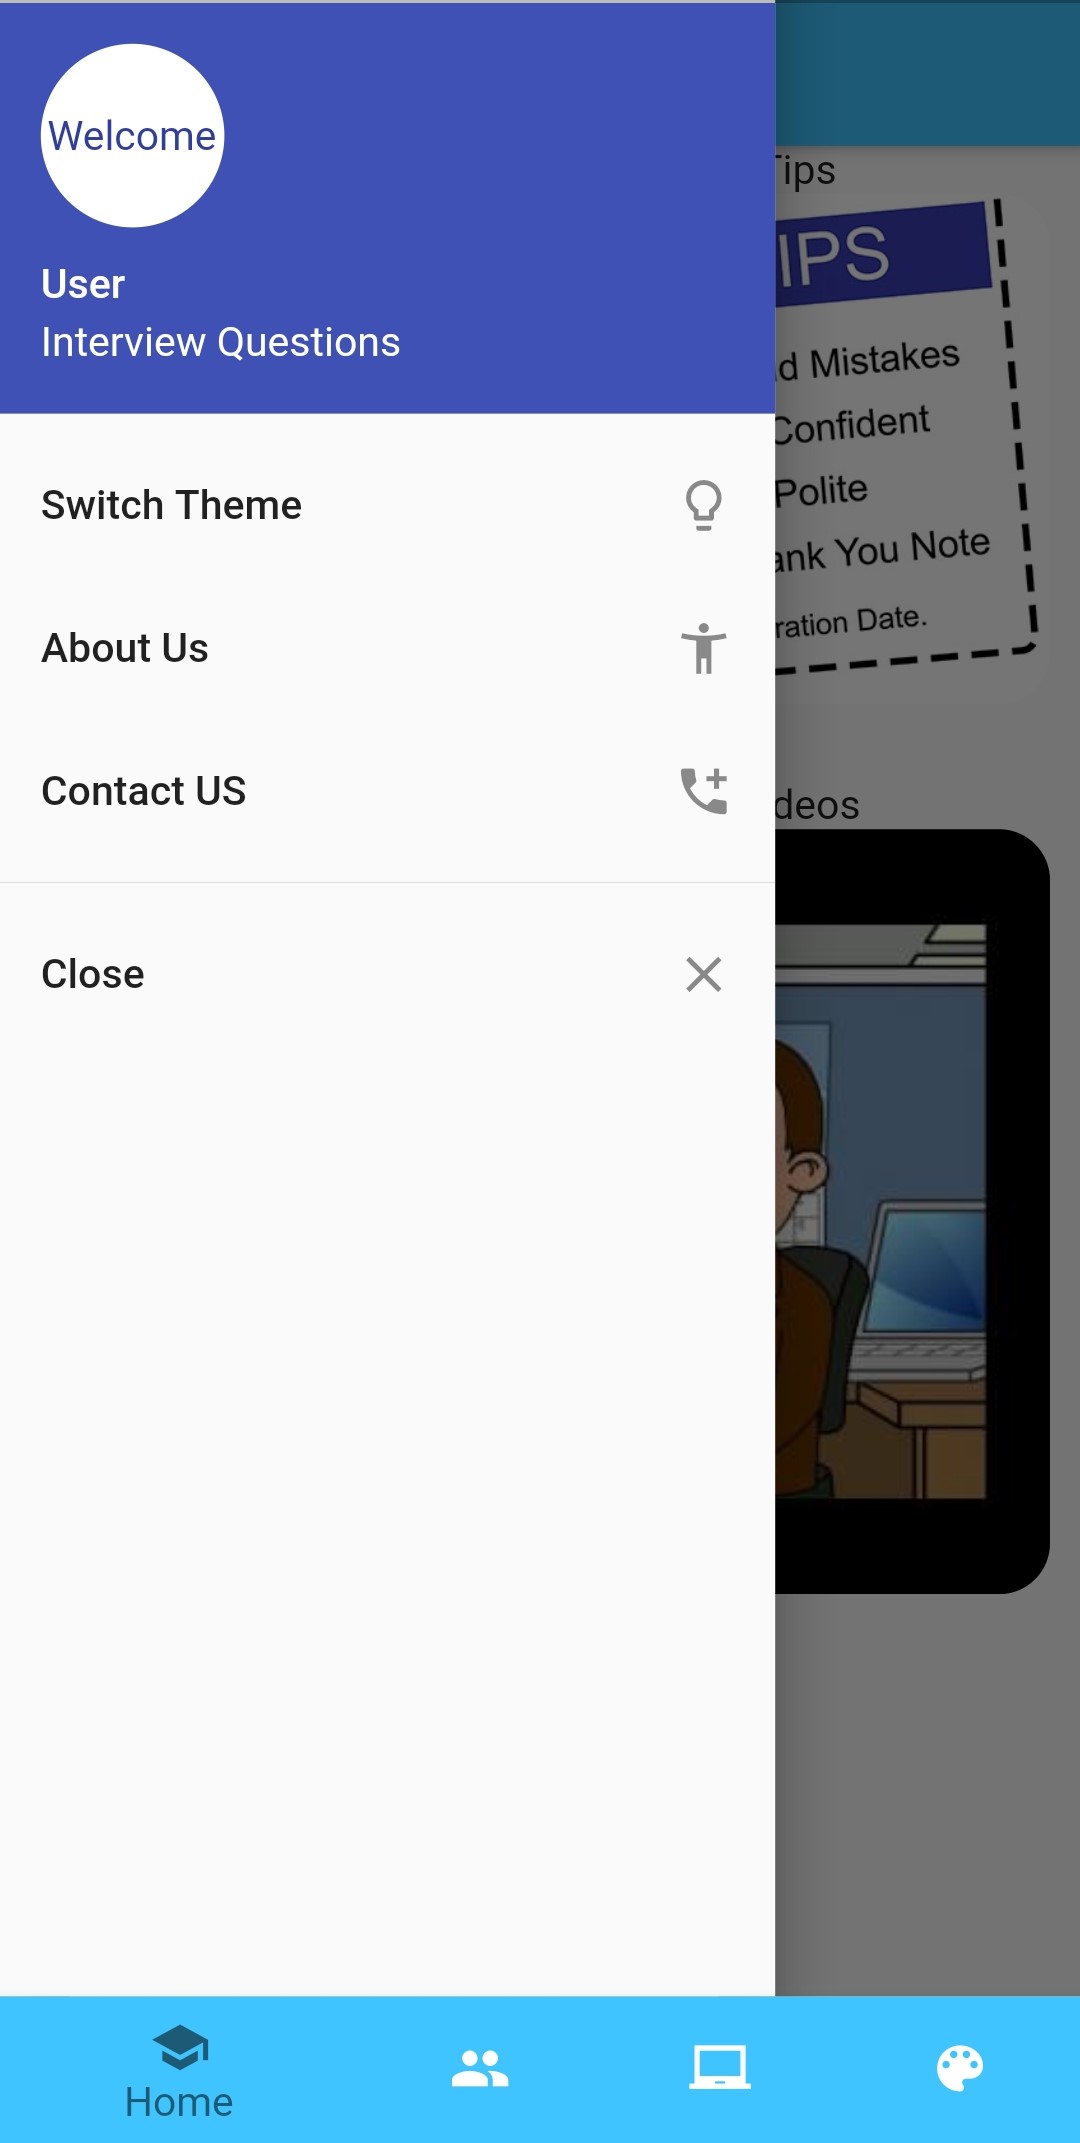 Welcome
User
Interview Questions
Switch Theme
About Us
Contact US
Close
Tips
IPS
d Mistakes
Confident
Polite
ank You Note
ration Date.
deos
Home